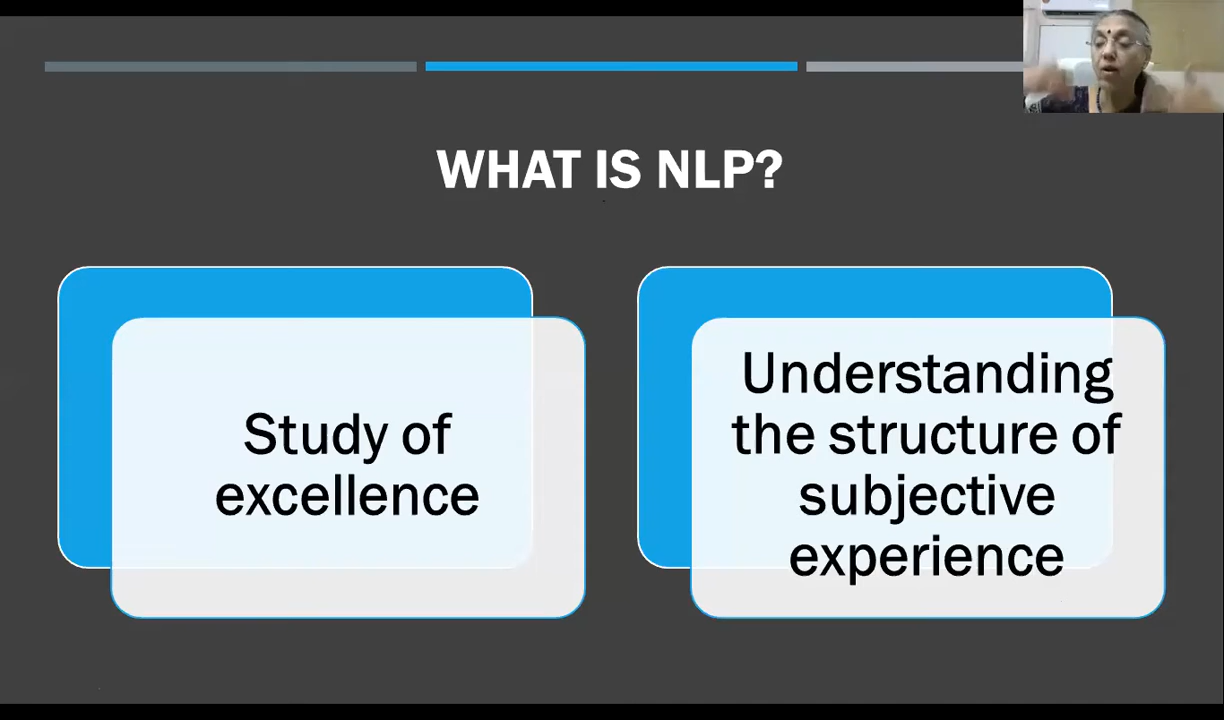 WHAT IS NLP?
Study of
excellence
Understanding
the structure of
subjective
experience